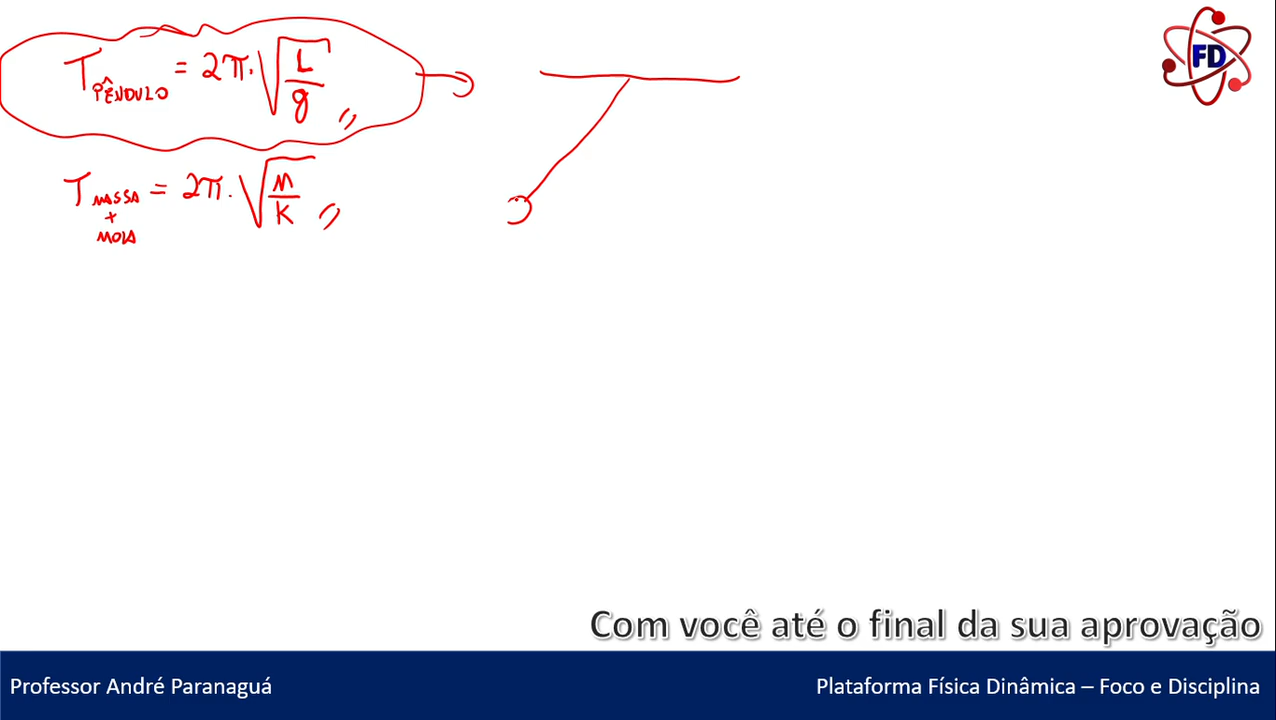 T PÊNDULO = 2π.√L/g
T MASSA + MOLA = 2π.√M/K
FD
Com você até o final da sua aprovação
Professor André Paranaguá
Plataforma Física Dinâmica – Foco e Disciplina